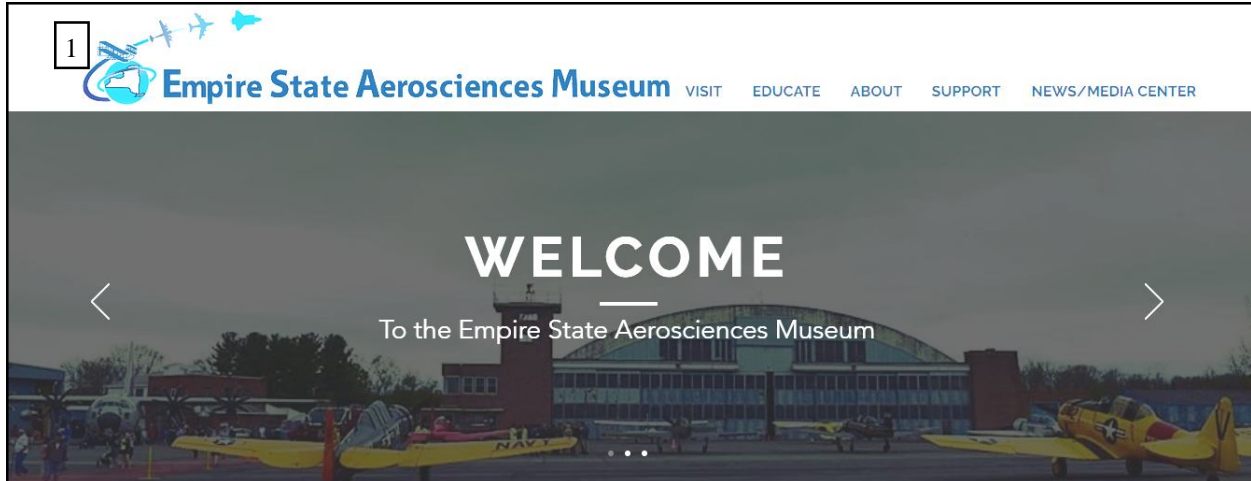 1
Empire State Aerosciences Museum VISIT EDUCATE ABOUT SUPPORT NEWS/MEDIA CENTER
WELCOME
To the Empire State Aerosciences Museum
NAVY
V